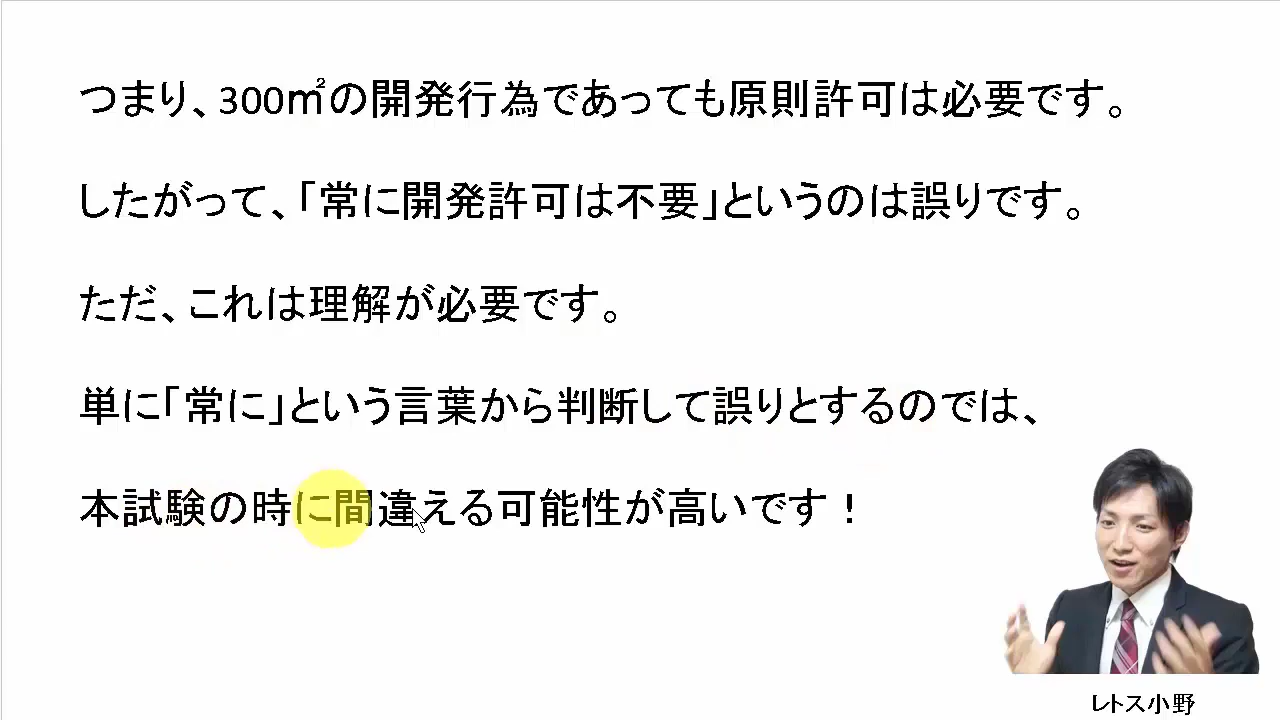 つまり、300㎡の開発行為であっても原則許可は必要です。
したがって、「常に開発許可は不要」というのは誤りです。
ただ、これは理解が必要です。
単に「常に」という言葉から判断して誤りとするのでは、
本試験の時に間違える可能性が高いです！
レトス小野